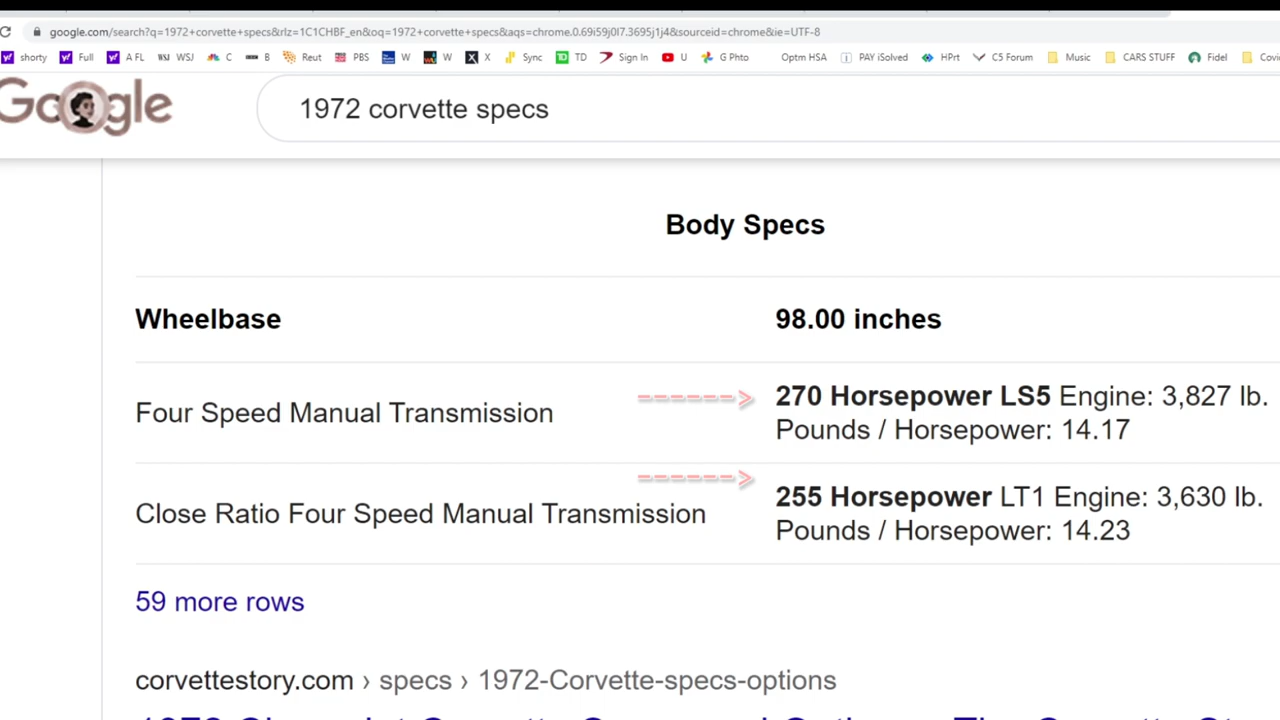 google.com/search?q=1972+corvette+specs&rlz=1C1CHBF_en&oq=1972+corvette+specs&aqs=chrome.0.69i59j0l7.3695j1j4&sourceid=chrome&ie=UTF-8
shorty Full A FL WSJ WSJ C B Reut PBS W W X X Sync TD Sign In U G Phto Optm HSA PAY iSolved HPrt C5 Forum Music CARS STUFF Fidel Covi
Google 1972 corvette specs
Body Specs
Wheelbase 98.00 inches
Four Speed Manual Transmission ------> 270 Horsepower LS5 Engine: 3,827 lb.
Pounds / Horsepower: 14.17
------> 255 Horsepower LT1 Engine: 3,630 lb.
Close Ratio Four Speed Manual Transmission Pounds / Horsepower: 14.23
59 more rows
corvettestory.com › specs › 1972-Corvette-specs-options